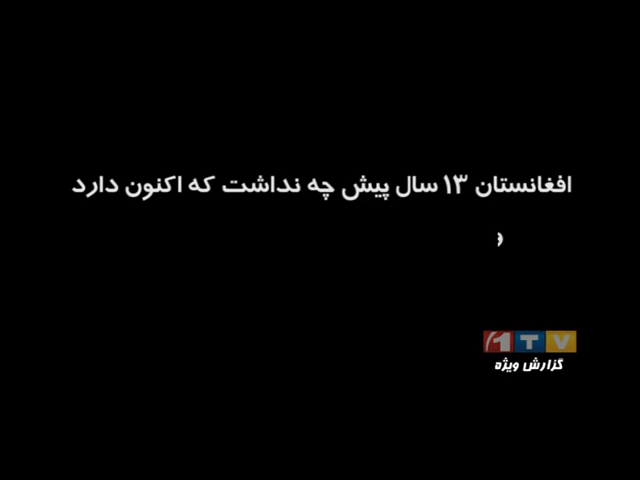 افغانستان ۱۳ سال پیش چه نداشت که اکنون دارد
و
1TV
گزارش ویژه